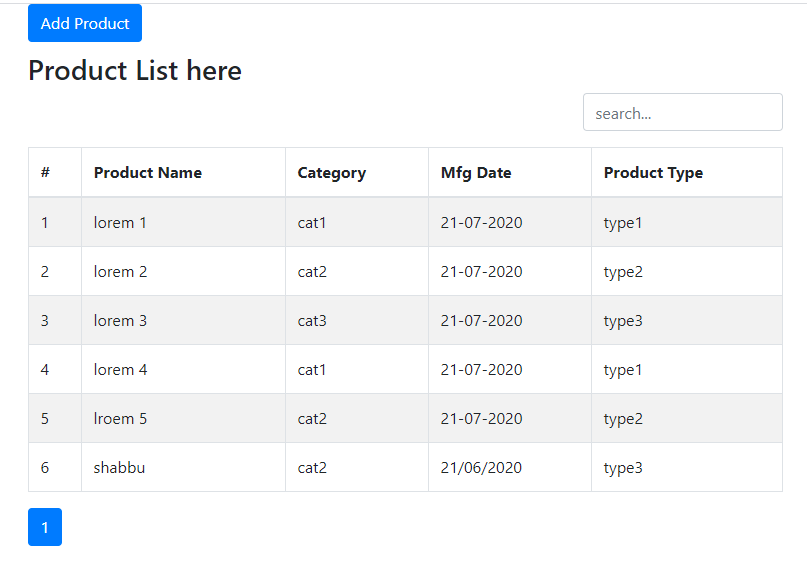 Add Product
Product List here
search...
# Product Name Category Mfg Date Product Type
1 lorem 1 cat1 21-07-2020 type1
2 lorem 2 cat2 21-07-2020 type2
3 lorem 3 cat3 21-07-2020 type3
4 lorem 4 cat1 21-07-2020 type1
5 lroem 5 cat2 21-07-2020 type2
6 shabbu cat2 21/06/2020 type3
1